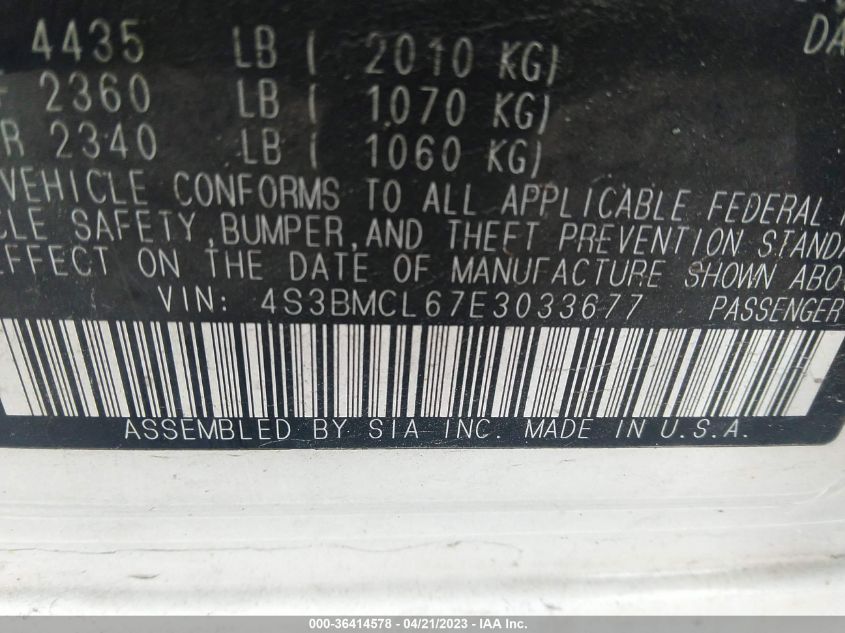 4435 LB ( 2010 KG)
2360 LB ( 1070 KG)
R 2340 LB ( 1060 KG)
VEHICLE CONFORMS TO ALL APPLICABLE FEDERAL
CLE SAFETY, BUMPER, AND THEFT PREVENTION STANDA
EFFECT ON THE DATE OF MANUFACTURE SHOWN ABO
VIN: 4S3BMCL67E3033677 PASSENGER
ASSEMBLED BY SIA INC. MADE IN U.S.A.
000-36414578 - 04/21/2023 - IAA Inc.